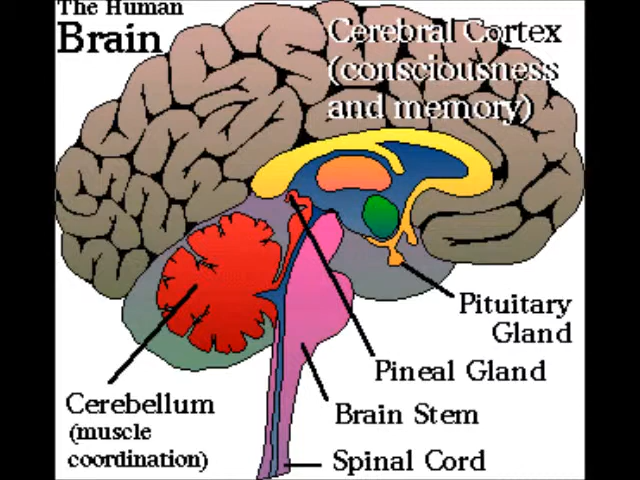 The Human
Brain
Cerebral Cortex
(consciousness
and memory)
Pituitary
Gland
Pineal Gland
Cerebellum
(muscle
coordination)
Brain Stem
Spinal Cord